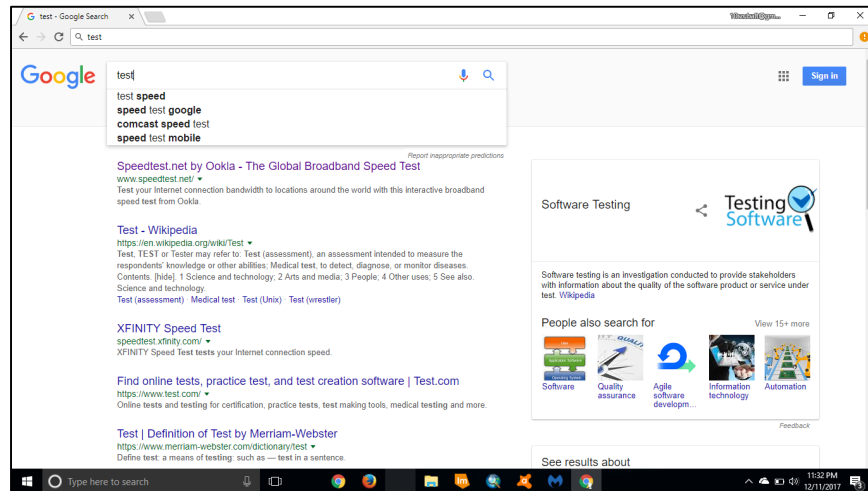 test - Google Search
test
Google
test
Sign in
test speed
speed test google
comcast speed test
speed test mobile
Report inappropriate predictions
Speedtest.net by Ookla - The Global Broadband Speed Test
www.speedtest.net/
Test your Internet connection bandwidth to locations around the world with this interactive broadband
speed test from Ookla.
Test - Wikipedia
https://en.wikipedia.org/wiki/Test
Test, TEST or Tester may refer to: Test (assessment), an assessment intended to measure the
respondents' knowledge or other abilities; Medical test, to detect, diagnose, or monitor diseases.
Contents. [hide]. 1 Science and technology; 2 Arts and media; 3 People; 4 Other uses; 5 See also.
Science and technology.
Test (assessment) · Medical test · Test (Unix) · Test (wrestler)
XFINITY Speed Test
speedtest.xfinity.com/
XFINITY Speed Test tests your Internet connection speed.
Find online tests, practice test, and test creation software | Test.com
https://www.test.com/
Online tests and testing for certification, practice tests, test making tools, medical testing and more.
Test | Definition of Test by Merriam-Webster
https://www.merriam-webster.com/dictionary/test
Define test: a means of testing: such as — test in a sentence.
Software Testing
Testing
Software
Software testing is an investigation conducted to provide stakeholders
with information about the quality of the software product or service under
test. Wikipedia
People also search for
View 15+ more
QUALITY
Software
Quality
assurance
Agile
software
developm...
Information
technology
Automation
Feedback
See results about
Type here to search
11:32 PM
12/11/2017